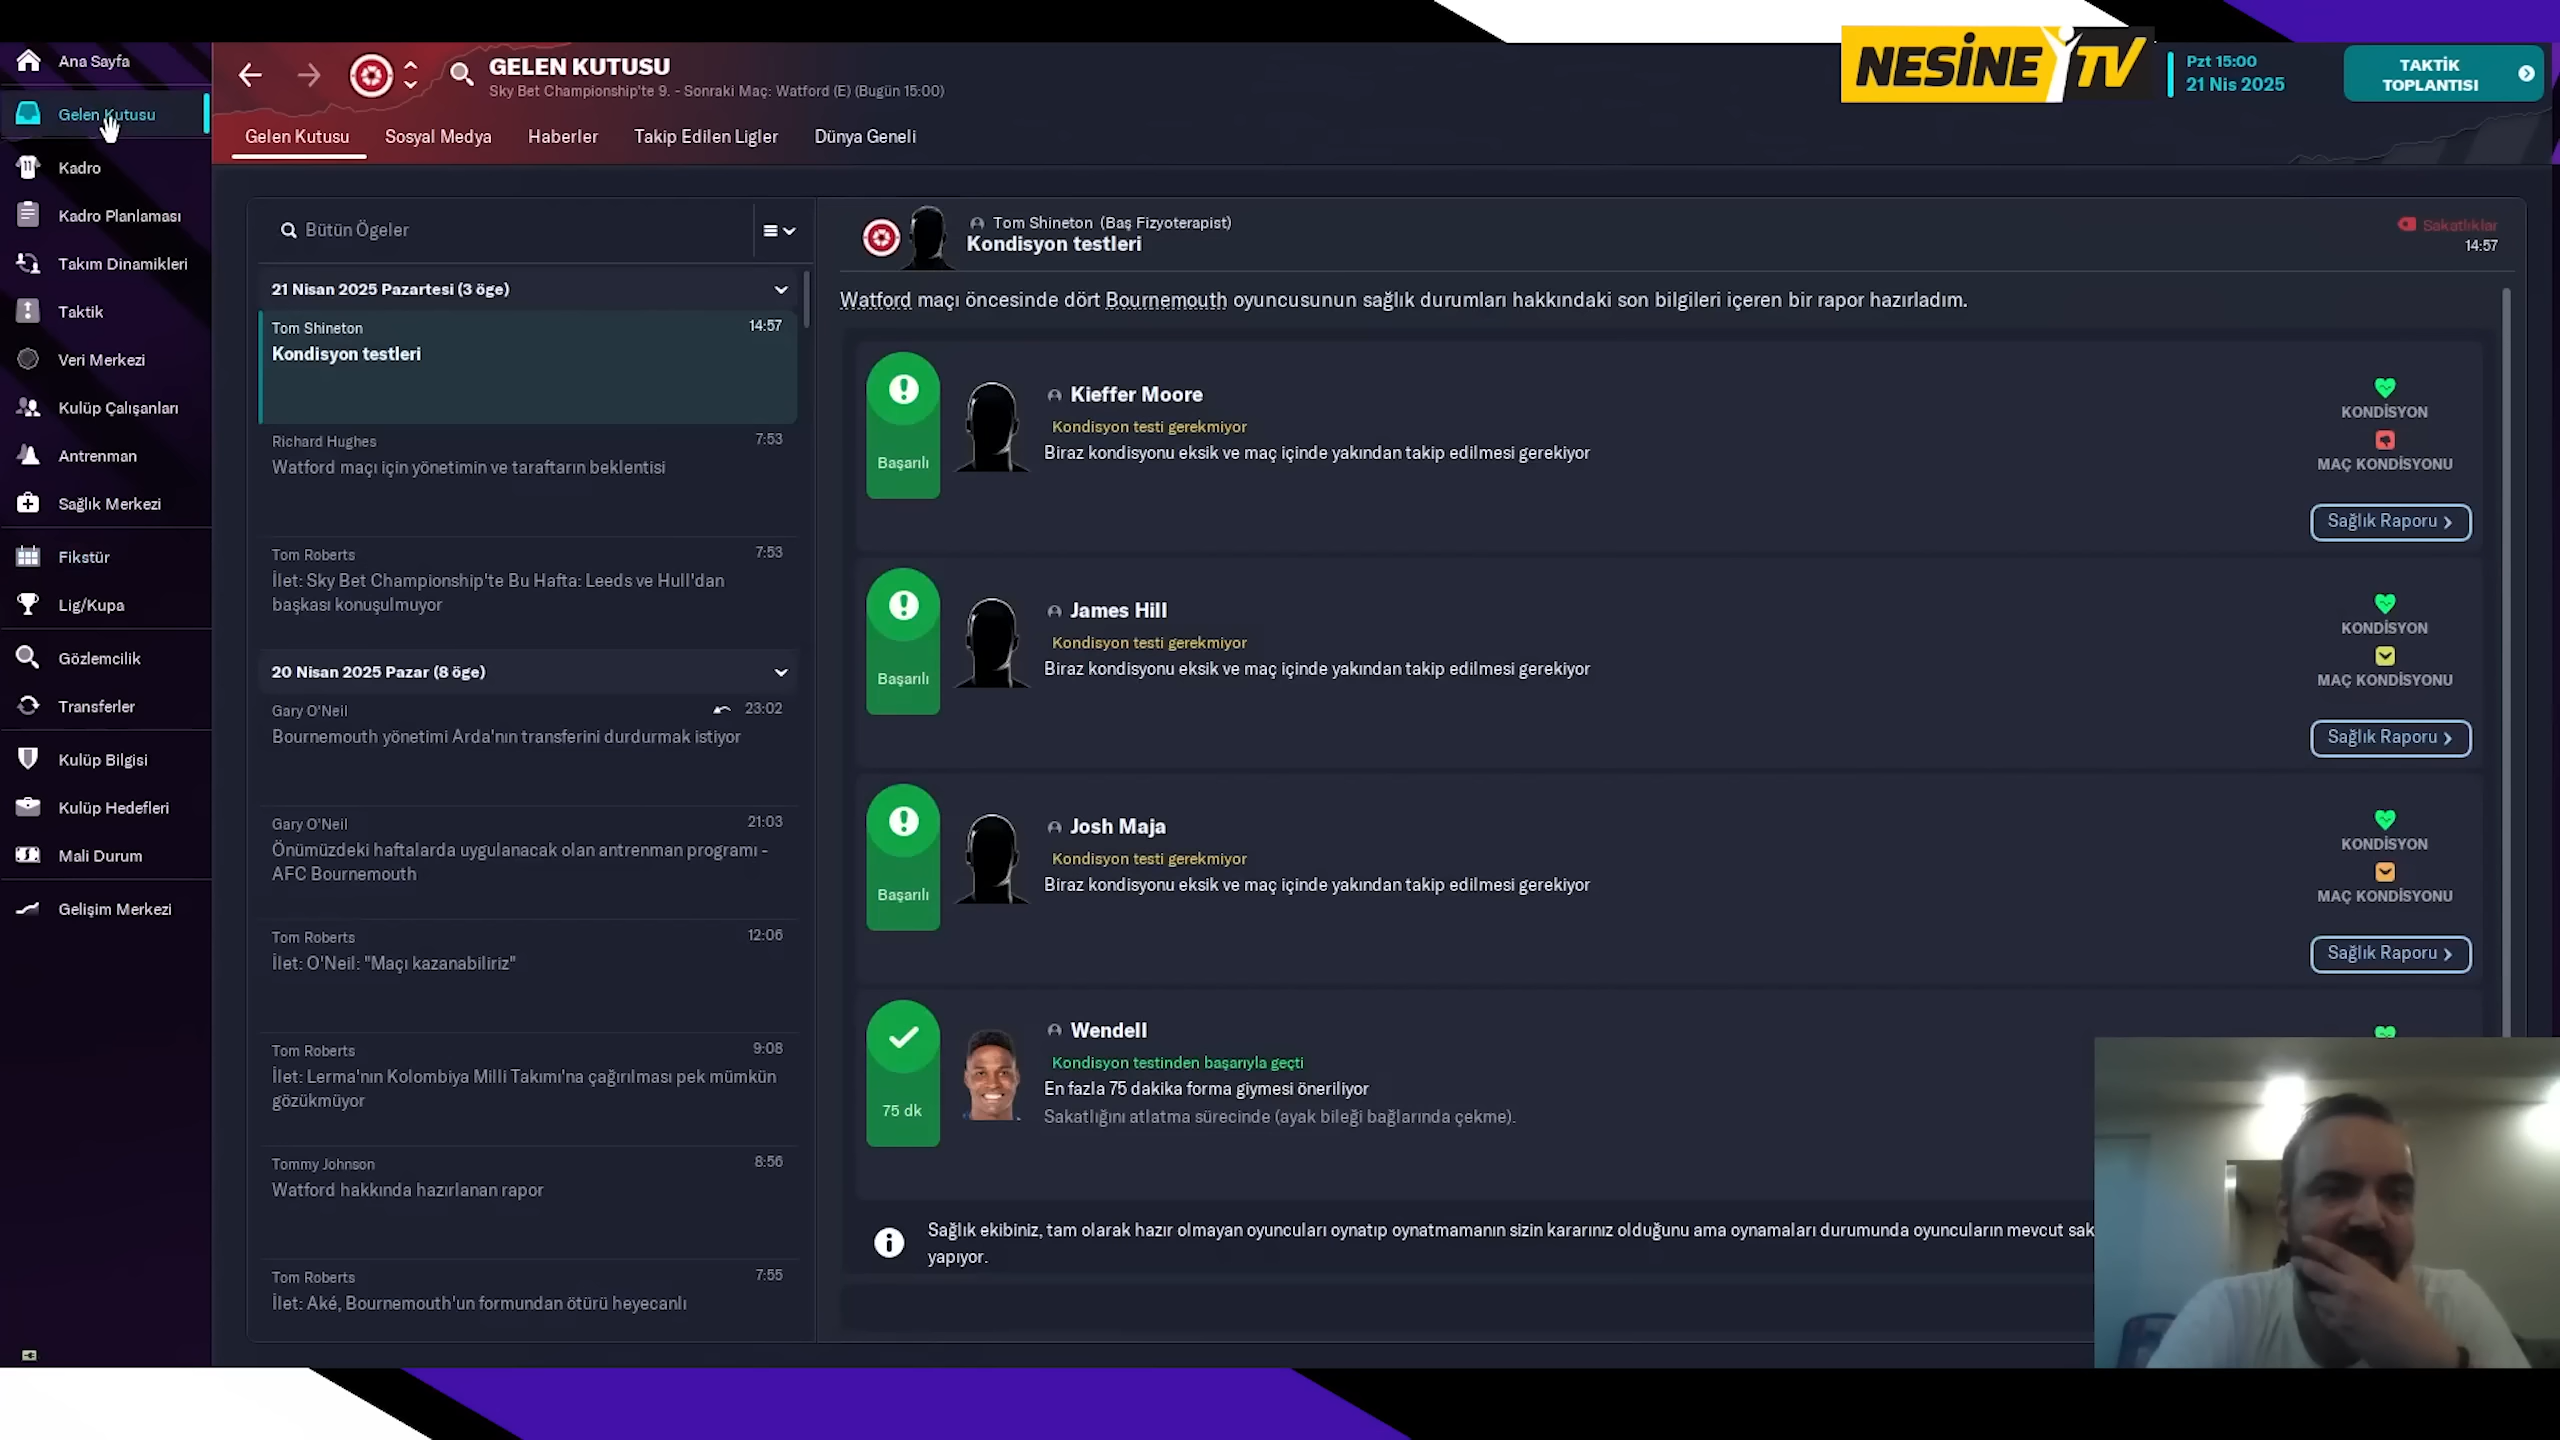 Ana Sayfa
Gelen Kutusu
Kadro
Kadro Planlaması
Takım Dinamikleri
Taktik
Veri Merkezi
Kulüp Çalışanları
Antrenman
Sağlık Merkezi
Fikstür
Lig/Kupa
Gözlemcilik
Transferler
Kulüp Bilgisi
Kulüp Hedefleri
Mali Durum
Gelişim Merkezi
GELEN KUTUSU
Sky Bet Championship'te 9. - Sonraki Maç: Watford (E) (Bugün 15:00)
NESİNE TV
Pzt 15:00
21 Nis 2025
TAKTİK
TOPLANTISI
Gelen Kutusu
Sosyal Medya
Haberler
Takip Edilen Ligler
Dünya Geneli
Bütün Ögeler
21 Nisan 2025 Pazartesi (3 öge)
Tom Shineton
14:57
Kondisyon testleri
Richard Hughes
7:53
Watford maçı için yönetimin ve taraftarın beklentisi
Tom Roberts
7:53
İlet: Sky Bet Championship'te Bu Hafta: Leeds ve Hull'dan
başkası konuşulmuyor
20 Nisan 2025 Pazar (8 öge)
Gary O'Neil
23:02
Bournemouth yönetimi Arda'nın transferini durdurmak istiyor
Gary O'Neil
21:03
Önümüzdeki haftalarda uygulanacak olan antrenman programı -
AFC Bournemouth
Tom Roberts
12:06
İlet: O'Neil: "Maçı kazanabiliriz"
Tom Roberts
9:08
İlet: Lerma'nın Kolombiya Milli Takımı'na çağırılması pek mümkün
gözükmüyor
Tommy Johnson
8:56
Watford hakkında hazırlanan rapor
Tom Roberts
7:55
İlet: Aké, Bournemouth'un formundan ötürü heyecanlı
Tom Shineton (Baş Fizyoterapist)
Kondisyon testleri
Sakatlıklar
14:57
Watford maçı öncesinde dört Bournemouth oyuncusunun sağlık durumları hakkındaki son bilgileri içeren bir rapor hazırladım.
Başarılı
Kieffer Moore
Kondisyon testi gerekmiyor
Biraz kondisyonu eksik ve maç içinde yakından takip edilmesi gerekiyor
KONDİSYON
MAÇ KONDİSYONU
Sağlık Raporu
Başarılı
James Hill
Kondisyon testi gerekmiyor
Biraz kondisyonu eksik ve maç içinde yakından takip edilmesi gerekiyor
KONDİSYON
MAÇ KONDİSYONU
Sağlık Raporu
Başarılı
Josh Maja
Kondisyon testi gerekmiyor
Biraz kondisyonu eksik ve maç içinde yakından takip edilmesi gerekiyor
KONDİSYON
MAÇ KONDİSYONU
Sağlık Raporu
75 dk
Wendell
Kondisyon testinden başarıyla geçti
En fazla 75 dakika forma giymesi öneriliyor
Sakatlığını atlatma sürecinde (ayak bileği bağlarında çekme).
Sağlık ekibiniz, tam olarak hazır olmayan oyuncuları oynatıp oynatmamanın sizin kararınız olduğunu ama oynamaları durumunda oyuncuların mevcut sak
yapıyor.